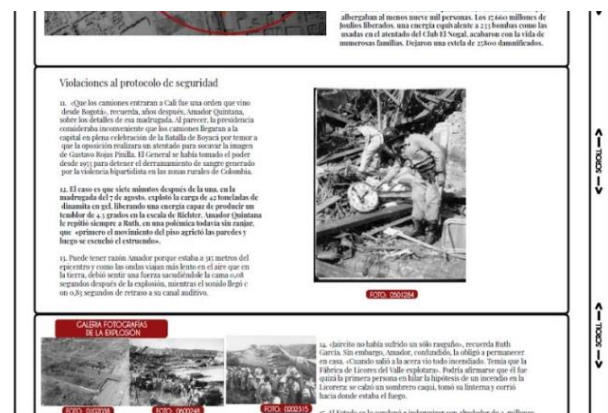 albergaban al menos nueve mil personas. Los 17.660 millones de
Joulios liberados, una energía equivalente a 233 bombas como las
usadas en el atentado del Club El Nogal, acabaron con la vida de
numerosas familias. Dejaron una estela de 25800 damnificados.
Violaciones al protocolo de seguridad
11. «Que los camiones entraran a Cali fue una orden que vino
desde Bogotá», recuerda, años después, Amador Quintana,
sobre los detalles de esa madrugada. Al parecer, la presidencia
consideraba inconveniente que los camiones llegaran a la
capital en plena celebración de la Batalla de Boyacá por temor a
que la oposición realizara un atentado para socavar la imagen
de Gustavo Rojas Pinilla. El General se había tomado el poder
desde 1953 para detener el derramamiento de sangre generado
por la violencia bipartidista en las zonas rurales de Colombia.
12. El caso es que siete minutos después de la una, en la
madrugada del 7 de agosto, explotó la carga de 42 toneladas de
dinamita en gel, liberando una energía capaz de producir un
temblor de 4.3 grados en la escala de Richter. Amador Quintana
le repitió siempre a Ruth, en una polémica todavía sin zanjar,
que «primero el movimiento del piso agrietó las paredes y
luego se escuchó el estruendo».
13. Puede tener razón Amador porque estaba a 315 metros del
epicentro y como las ondas viajan más lento en el aire que en
la tierra, debió sentir una fuerza sacudiéndole la cama 0,08
segundos después de la explosión, mientras el sonido llegó c
on 0,83 segundos de retraso a su canal auditivo.
FOTO: 0501284
GALERIA FOTOGRAFÍAS
DE LA EXPLOSIÓN
14. «Jaircito no había sufrido un sólo rasguño», recuerda Ruth
García. Sin embargo, Amador, confundido, la obligó a permanecer
en casa. «Cuando salió a la acera vio todo incendiado. Temía que la
Fábrica de Licores del Valle explotara». Podría afirmarse que él fue
quizá la primera persona en lular la hipótesis de un incendio en la
Licorera: se calzó un sombrero caqui, tomó su linterna y corrió
hacia donde estaba el fuego.
FOTO: 0202315